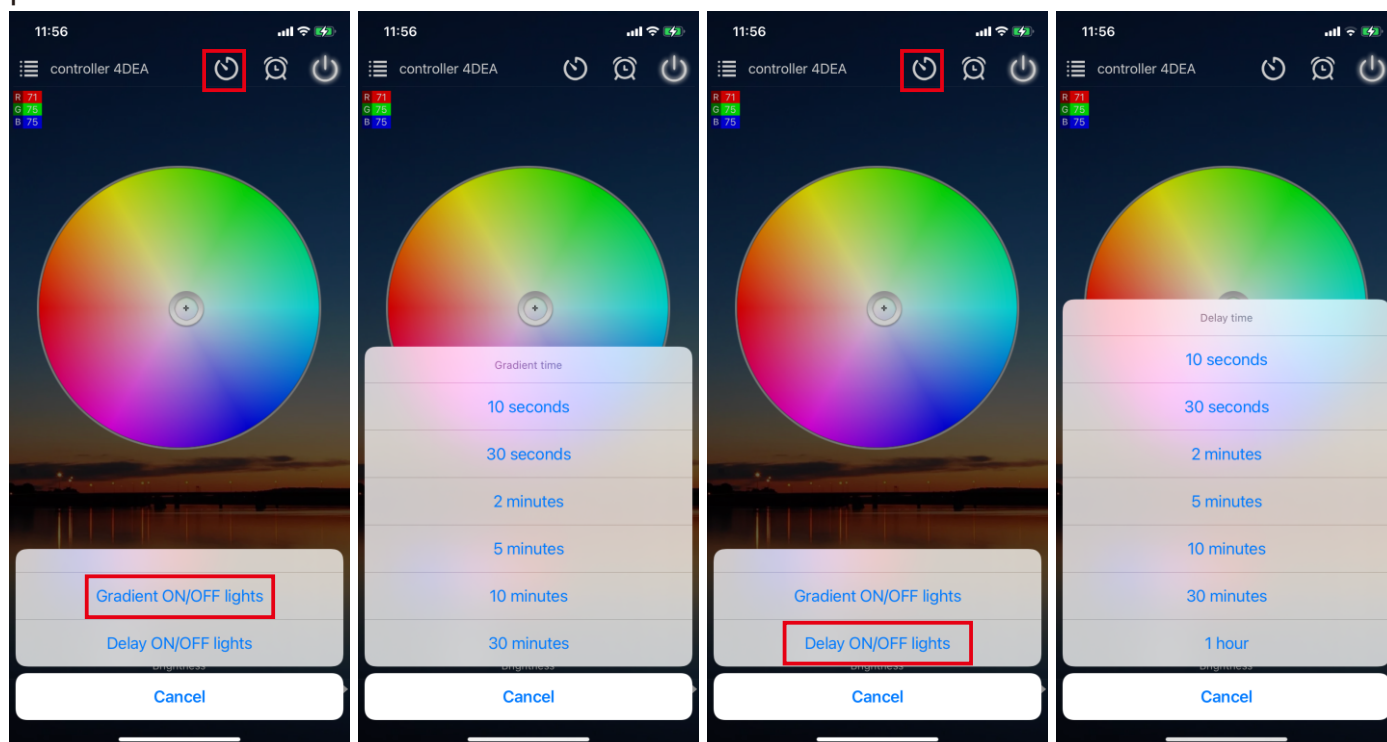 11:56
controller 4DEA
R 71
G 75
B 75
Gradient ON/OFF lights
Delay ON/OFF lights
Brightness
Cancel
11:56
controller 4DEA
R 71
G 75
B 75
Gradient time
10 seconds
30 seconds
2 minutes
5 minutes
10 minutes
30 minutes
Brightness
Cancel
11:56
controller 4DEA
R 71
G 75
B 75
Gradient ON/OFF lights
Delay ON/OFF lights
Brightness
Cancel
11:56
controller 4DEA
R 71
G 75
B 75
Delay time
10 seconds
30 seconds
2 minutes
5 minutes
10 minutes
30 minutes
1 hour
Brightness
Cancel